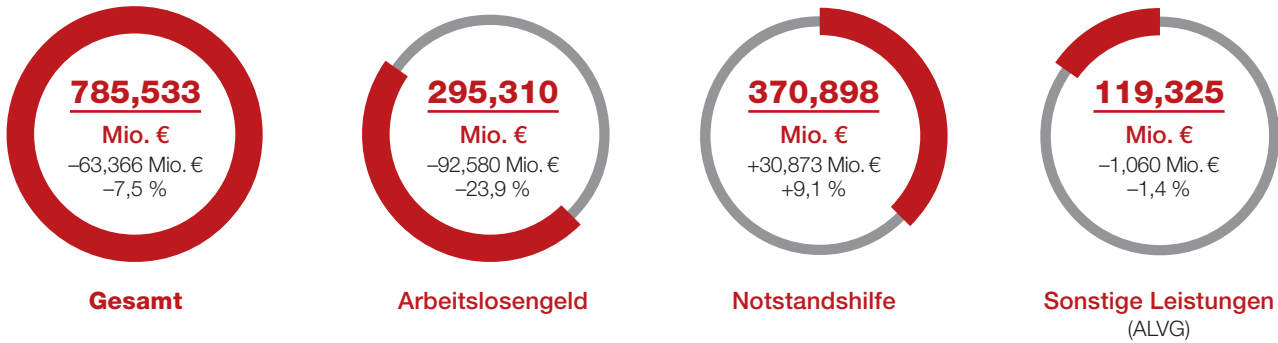 785,533
Mio. €
–63,366 Mio. €
–7,5 %
Gesamt
295,310
Mio. €
–92,580 Mio. €
–23,9 %
Arbeitslosengeld
370,898
Mio. €
+30,873 Mio. €
+9,1 %
Notstandshilfe
119,325
Mio. €
–1,060 Mio. €
–1,4 %
Sonstige Leistungen
(ALVG)